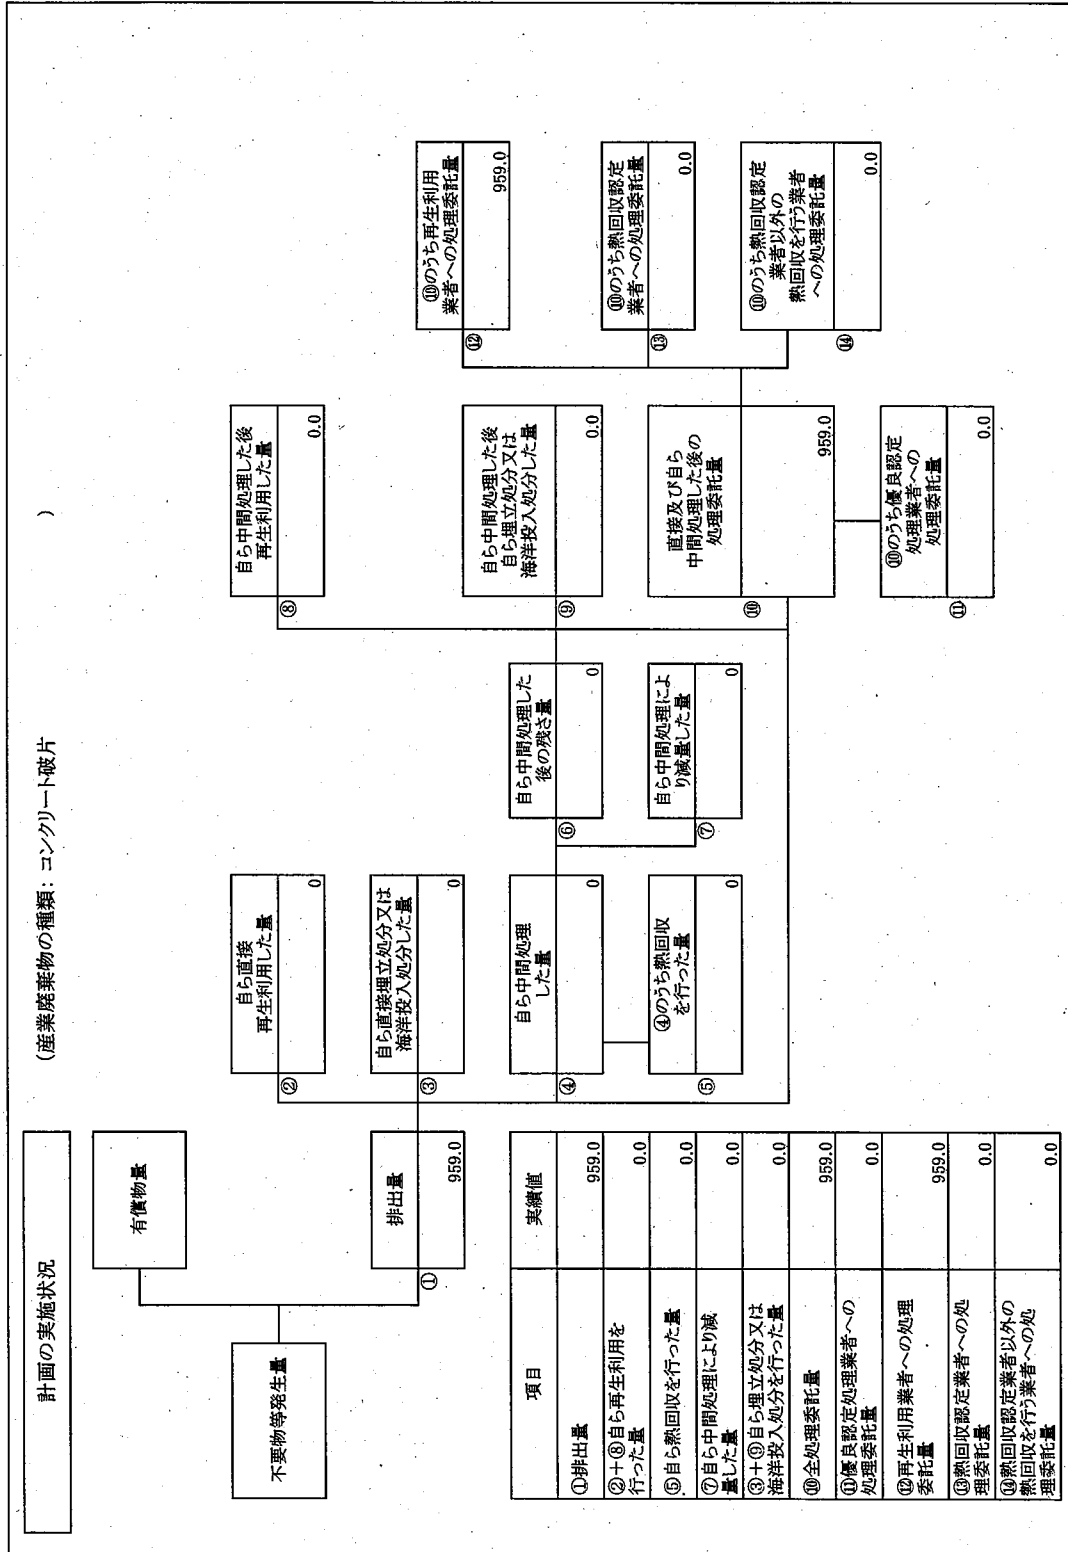 計画の実施状況
(産業廃棄物の種類: コンクリート破片 )
不要物等発生量
有償物量
排出量
①
959.0
自ら直接
再生利用した量
②
0
自ら直接埋立処分又は
海洋投入処分した量
③
0
自ら中間処理
した量
④
0
④のうち熱回収
を行った量
⑤
0
自ら中間処理した
後の残さ量
⑥
0
自ら中間処理によ
り減量した量
⑦
0
自ら中間処理した後
再生利用した量
⑧
0.0
自ら中間処理した後
自ら埋立処分又は
海洋投入処分した量
⑨
0.0
直接及び自ら
中間処理した後の
処理委託量
⑩
959.0
⑩のうち優良認定
処理業者への
処理委託量
⑪
0.0
⑩のうち再生利用
業者への処理委託量
⑫
959.0
⑩のうち熱回収認定
業者への処理委託量
⑬
0.0
⑩のうち熱回収認定
業者以外の
熱回収を行う業者
への処理委託量
⑭
0.0
項目 実績値
①排出量 959.0
②+⑧自ら再生利用を
行った量 0.0
⑤自ら熱回収を行った量 0.0
⑦自ら中間処理により減
量した量 0.0
③+⑨自ら埋立処分又は
海洋投入処分を行った量 0.0
⑩全処理委託量 959.0
⑪優良認定処理業者への
処理委託量 0.0
⑫再生利用業者への処理
委託量 959.0
⑬熱回収認定業者への処
理委託量 0.0
⑭熱回収認定業者以外の
熱回収を行う業者への処
理委託量 0.0